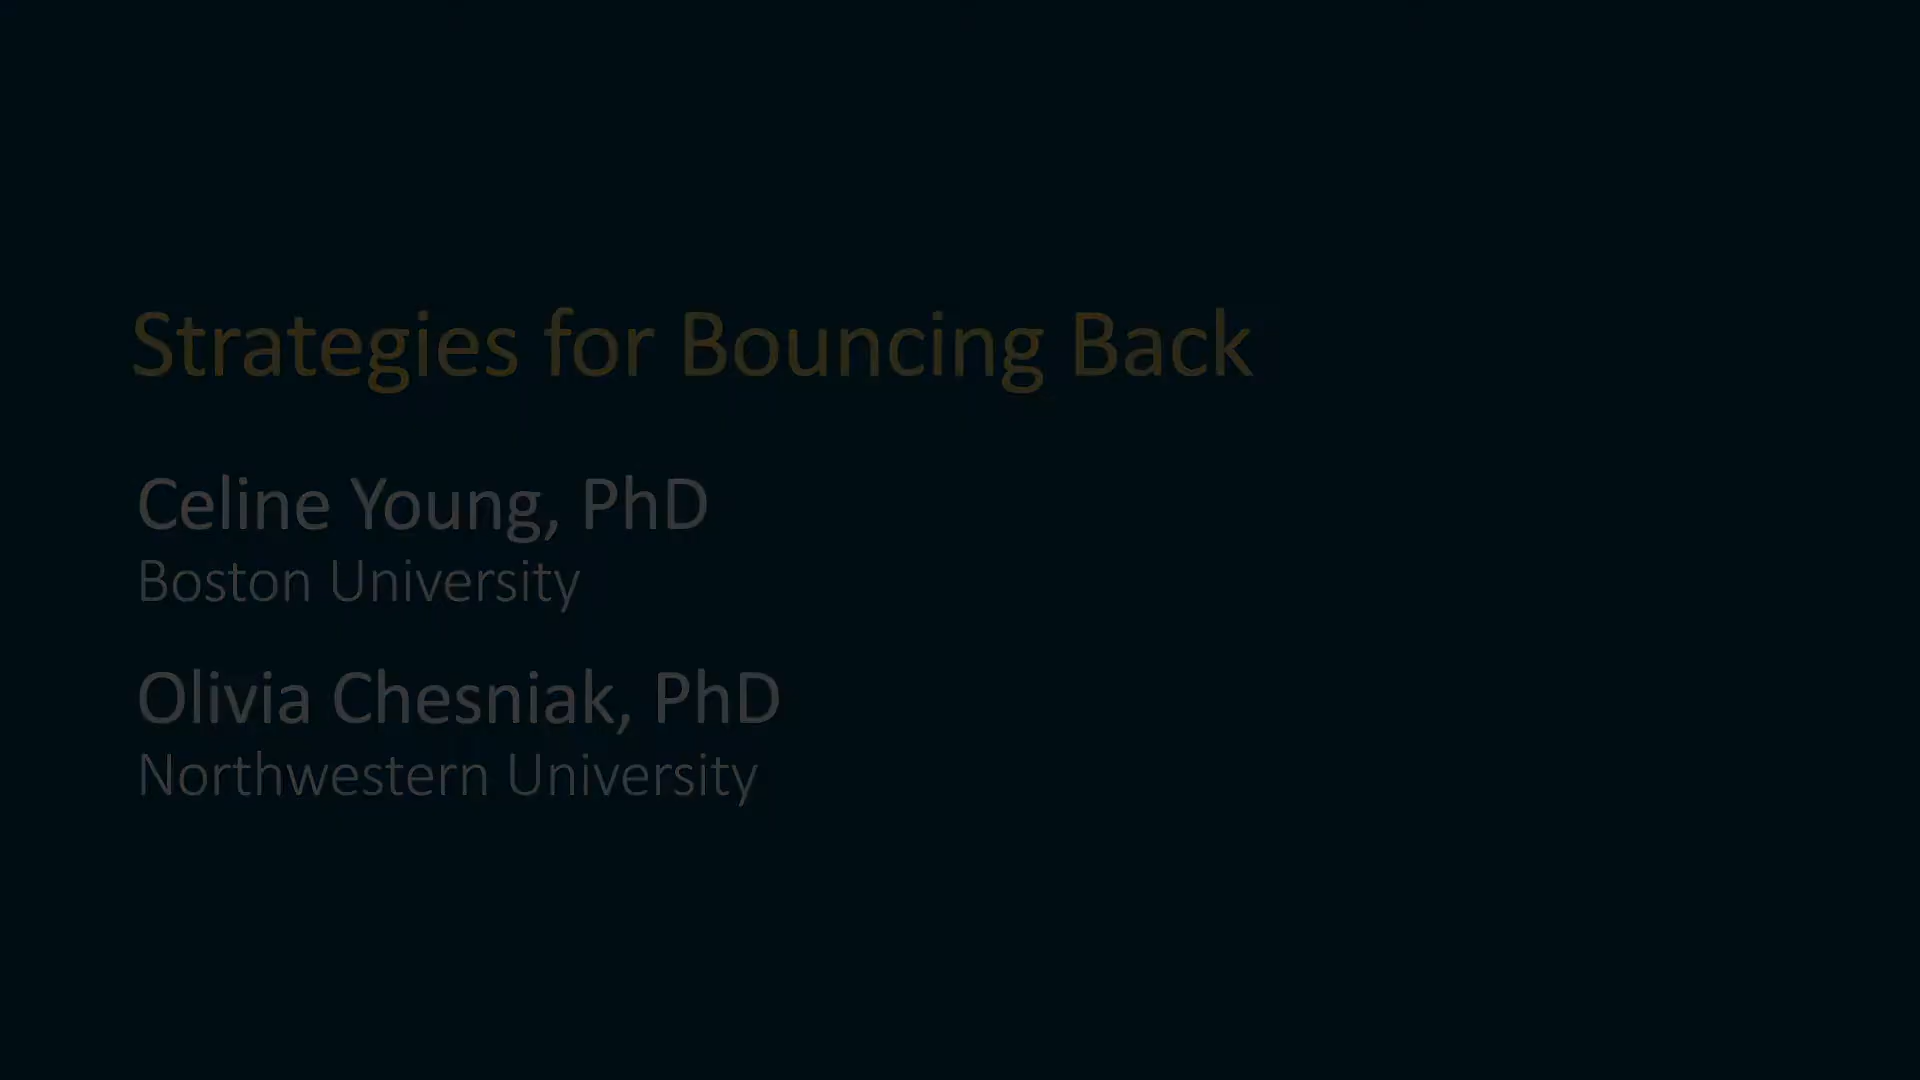 Strategies for Bouncing Back
Celine Young, PhD
Boston University
Olivia Chesniak, PhD
Northwestern University